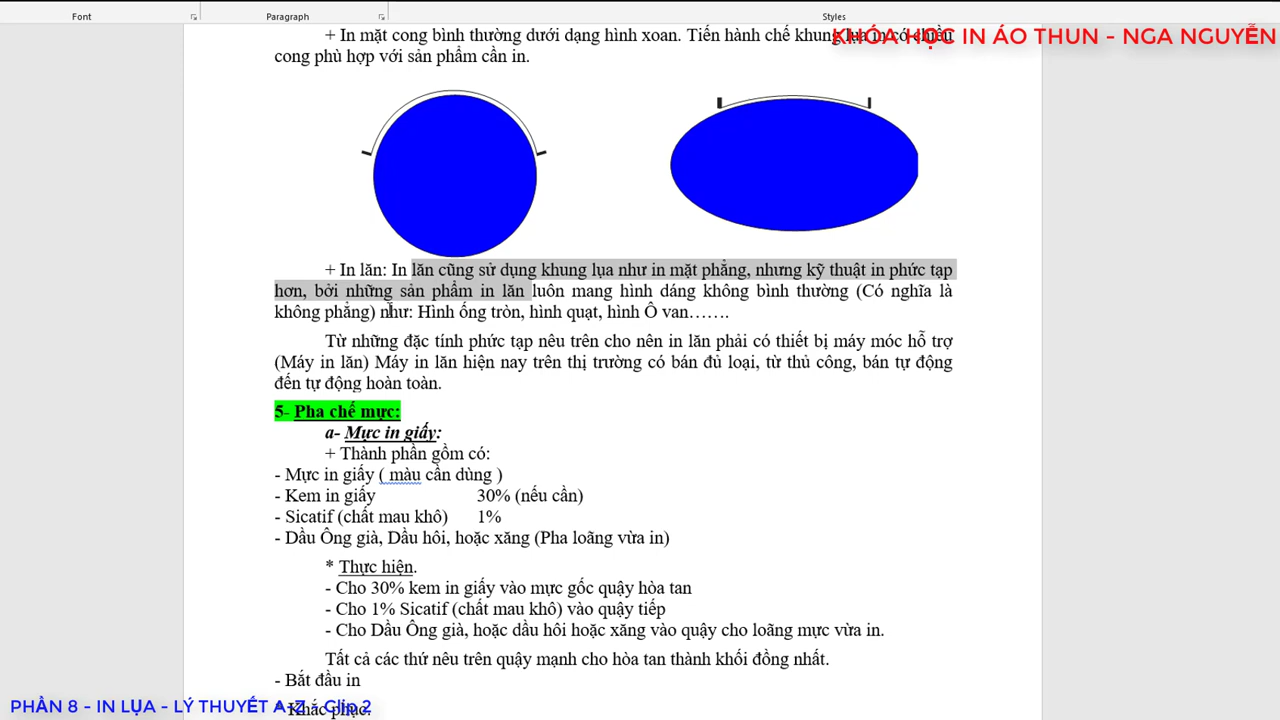 Font
Paragraph
Styles
KHÓA HỌC IN ÁO THUN - NGA NGUYỄN
+ In mặt cong bình thường dưới dạng hình xoan. Tiến hành chế khung lụa in có chiều
cong phù hợp với sản phẩm cần in.
+ In lăn: In lăn cũng sử dụng khung lụa như in mặt phẳng, nhưng kỹ thuật in phức tạp
hơn, bởi những sản phẩm in lăn luôn mang hình dáng không bình thường (Có nghĩa là
không phẳng) như: Hình ống tròn, hình quạt, hình Ô van…….
Từ những đặc tính phức tạp nêu trên cho nên in lăn phải có thiết bị máy móc hỗ trợ
(Máy in lăn) Máy in lăn hiện nay trên thị trường có bán đủ loại, từ thủ công, bán tự động
đến tự động hoàn toàn.
5- Pha chế mực:
a- Mực in giấy:
+ Thành phần gồm có:
- Mực in giấy ( màu cần dùng )
- Kem in giấy 30% (nếu cần)
- Sicatif (chất mau khô) 1%
- Dầu Ông già, Dầu hôi, hoặc xăng (Pha loãng vừa in)
* Thực hiện.
- Cho 30% kem in giấy vào mực gốc quậy hòa tan
- Cho 1% Sicatif (chất mau khô) vào quậy tiếp
- Cho Dầu Ông già, hoặc dầu hôi hoặc xăng vào quậy cho loãng mực vừa in.
Tất cả các thứ nêu trên quậy mạnh cho hòa tan thành khối đồng nhất.
- Bắt đầu in
* Khắc phục.
PHẦN 8 - IN LỤA - LÝ THUYẾT A - Z - Clip 2